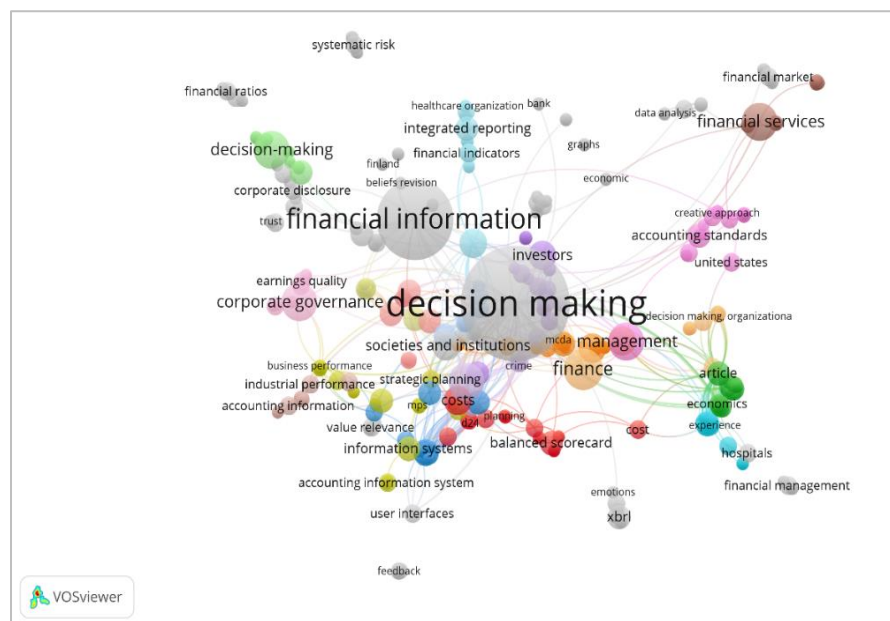 systematic risk
financial market
financial ratios
healthcare organization
bank
data analysis
integrated reporting
financial services
graphs
decision-making
financial indicators
finland
beliefs revision
economic
corporate disclosure
creative approach
trust
financial information
accounting standards
investors
united states
earnings quality
corporate governance
decision making
decision making, organizationa
societies and institutions
mcda
management
business performance
crime
finance
article
strategic planning
industrial performance
costs
economics
accounting information
mps
planning
value relevance
d24
cost
experience
information systems
balanced scorecard
hospitals
accounting information system
financial management
emotions
user interfaces
xbrl
feedback
VOSviewer